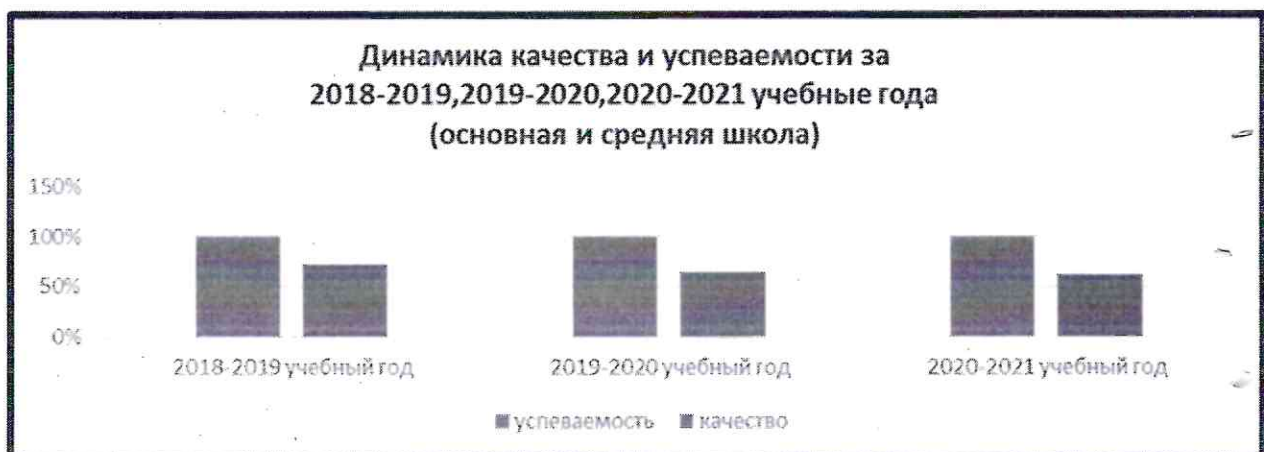 Динамика качества и успеваемости за
2018-2019,2019-2020,2020-2021 учебные года
(основная и средняя школа)
150%
100%
50%
0%
2018-2019 учебный год
2019-2020 учебный год
2020-2021 учебный год
успеваемость
качество